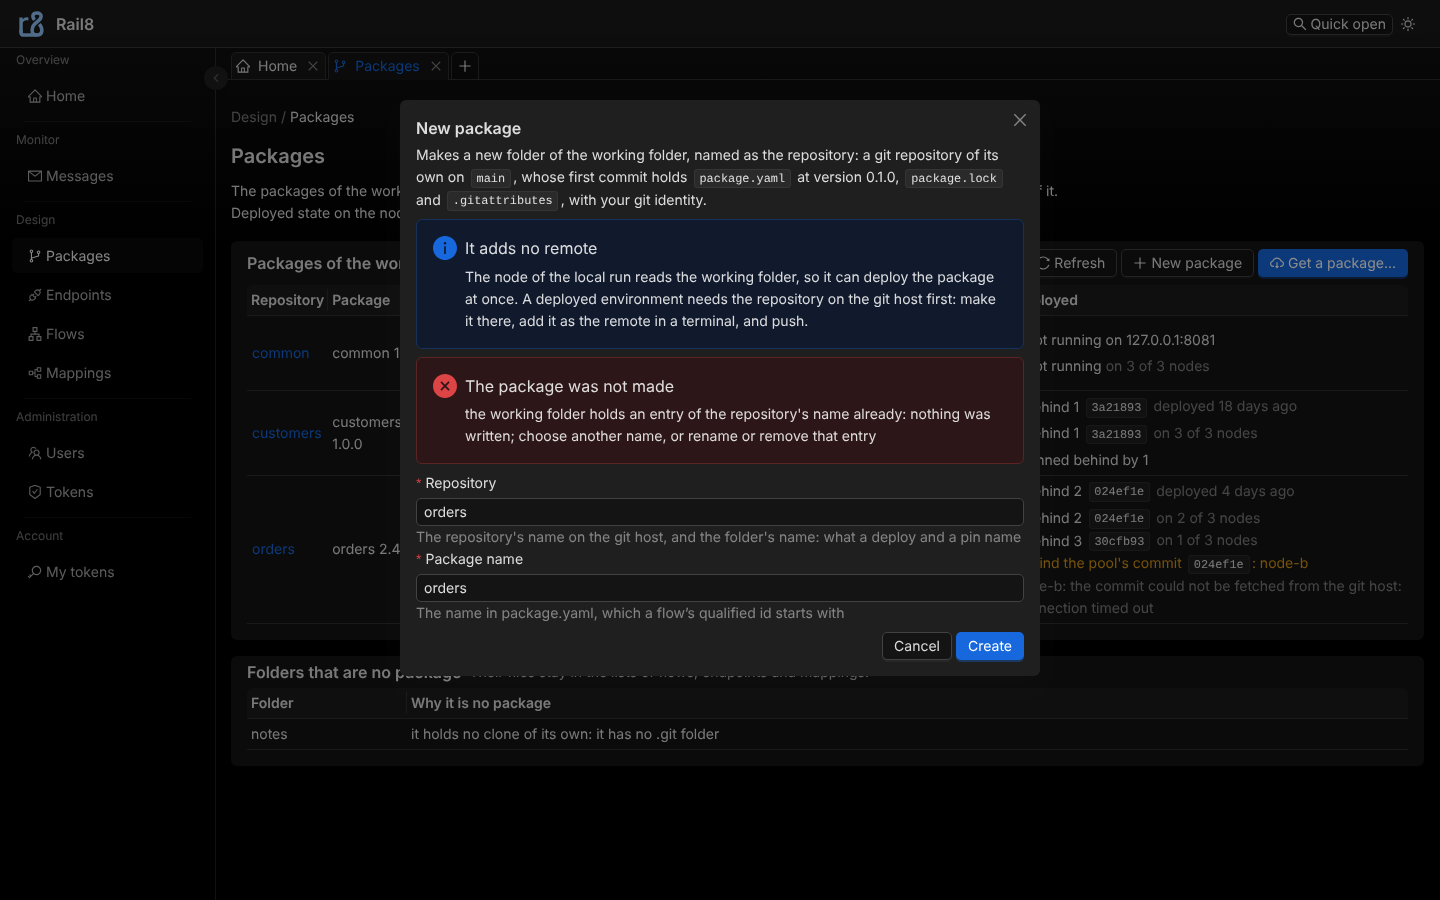 Rail8
Quick open
Overview
Home
Monitor
Messages
Design
Packages
Endpoints
Flows
Mappings
Administration
Users
Tokens
Account
My tokens
Home
Packages
Design / Packages
Packages
The packages of the
it.
Deployed state on the
Packages of the
Refresh
New package
Get a package...
Repository
Package
common
common
customers
customers
1.0.0
orders
orders 2.4
running on 127.0.0.1:8081
running on 3 of 3 nodes
1 3a21893 deployed 18 days ago
1 3a21893 on 3 of 3 nodes
behind by 1
2 024ef1e deployed 4 days ago
2 024ef1e on 2 of 3 nodes
3 30cfb93 on 1 of 3 nodes
the pool's commit 024ef1e : node-b
the commit could not be fetched from the git host:
timed out
New package
Makes a new folder of the working folder, named as the repository: a git repository of its
own on main , whose first commit holds package.yaml at version 0.1.0, package.lock
and .gitattributes , with your git identity.
It adds no remote
The node of the local run reads the working folder, so it can deploy the package
at once. A deployed environment needs the repository on the git host first: make
it there, add it as the remote in a terminal, and push.
The package was not made
the working folder holds an entry of the repository's name already: nothing was
written; choose another name, or rename or remove that entry
* Repository
orders
The repository's name on the git host, and the folder's name: what a deploy and a pin name
* Package name
orders
The name in package.yaml, which a flow’s qualified id starts with
Cancel
Create
Folders that are no package
Folder
Why it is no package
notes
it holds no clone of its own: it has no .git folder